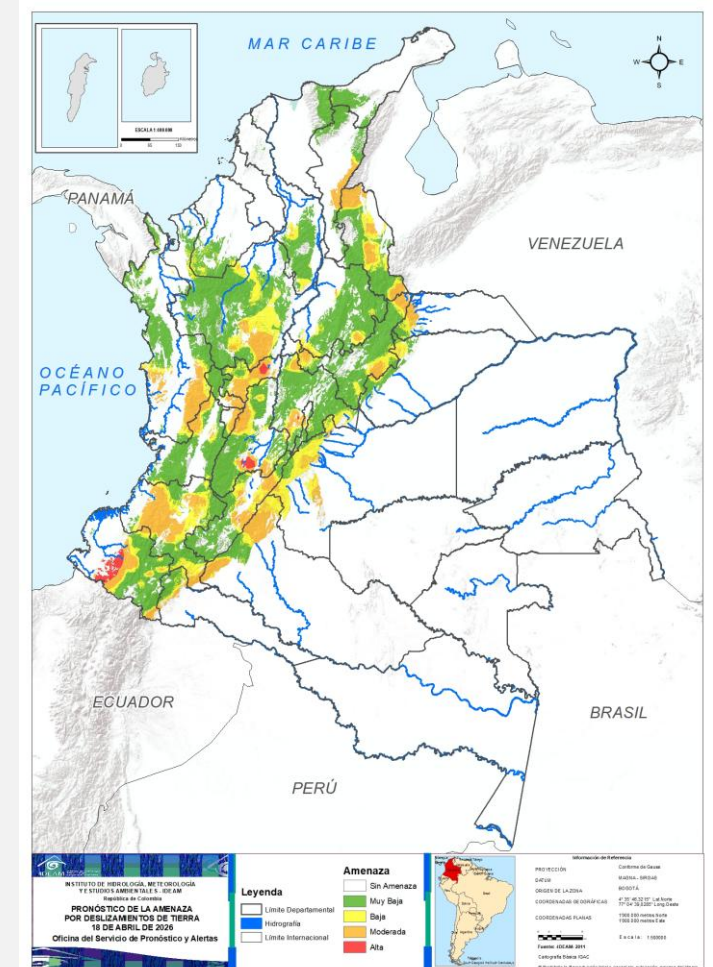 MAR CARIBE
N
W
E
S
PANAMÁ
VENEZUELA
OCÉANO
PACÍFICO
ECUADOR
BRASIL
PERÚ
IDEAM
INSTITUTO DE HIDROLOGÍA, METEOROLOGÍA
Y ESTUDIOS AMBIENTALES - IDEAM
República de Colombia
PRONÓSTICO DE LA AMENAZA
POR DESLIZAMIENTOS DE TIERRA
18 DE ABRIL DE 2026
Oficina del Servicio de Pronóstico y Alertas
Leyenda
Límite Departamental
Hidrografía
Límite Internacional
Amenaza
Sin Amenaza
Muy Baja
Baja
Moderada
Alta
Información de Referencia
PROYECCIÓN
Conforme de Gauss
DATUM
MAGNA - SIRGAS
ORIGEN DE LA ZONA
BOGOTÁ
COORDENADAS GEOGRÁFICAS
COORDENADAS PLANAS
Fuente: IDEAM 2011
Cartografía Básica IGAC